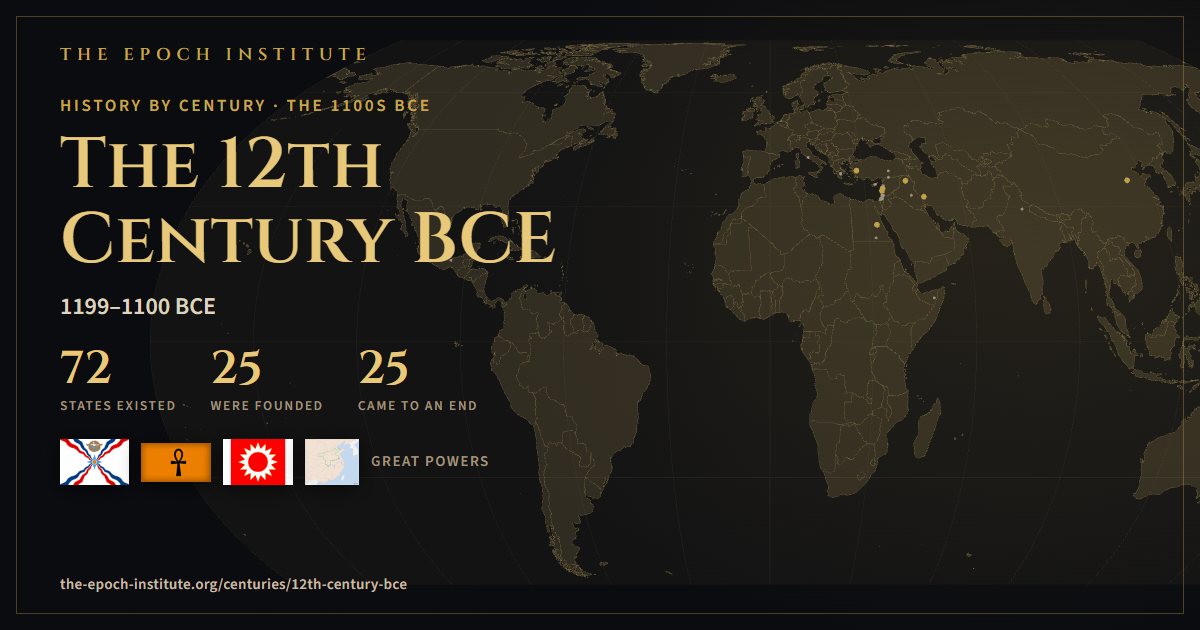 THE EPOCH INSTITUTE
HISTORY BY CENTURY · THE 1100S BCE
THE 12TH
CENTURY BCE
1199–1100 BCE
72 25 25
STATES EXISTED WERE FOUNDED CAME TO AN END
GREAT POWERS
the-epoch-institute.org/centuries/12th-century-bce